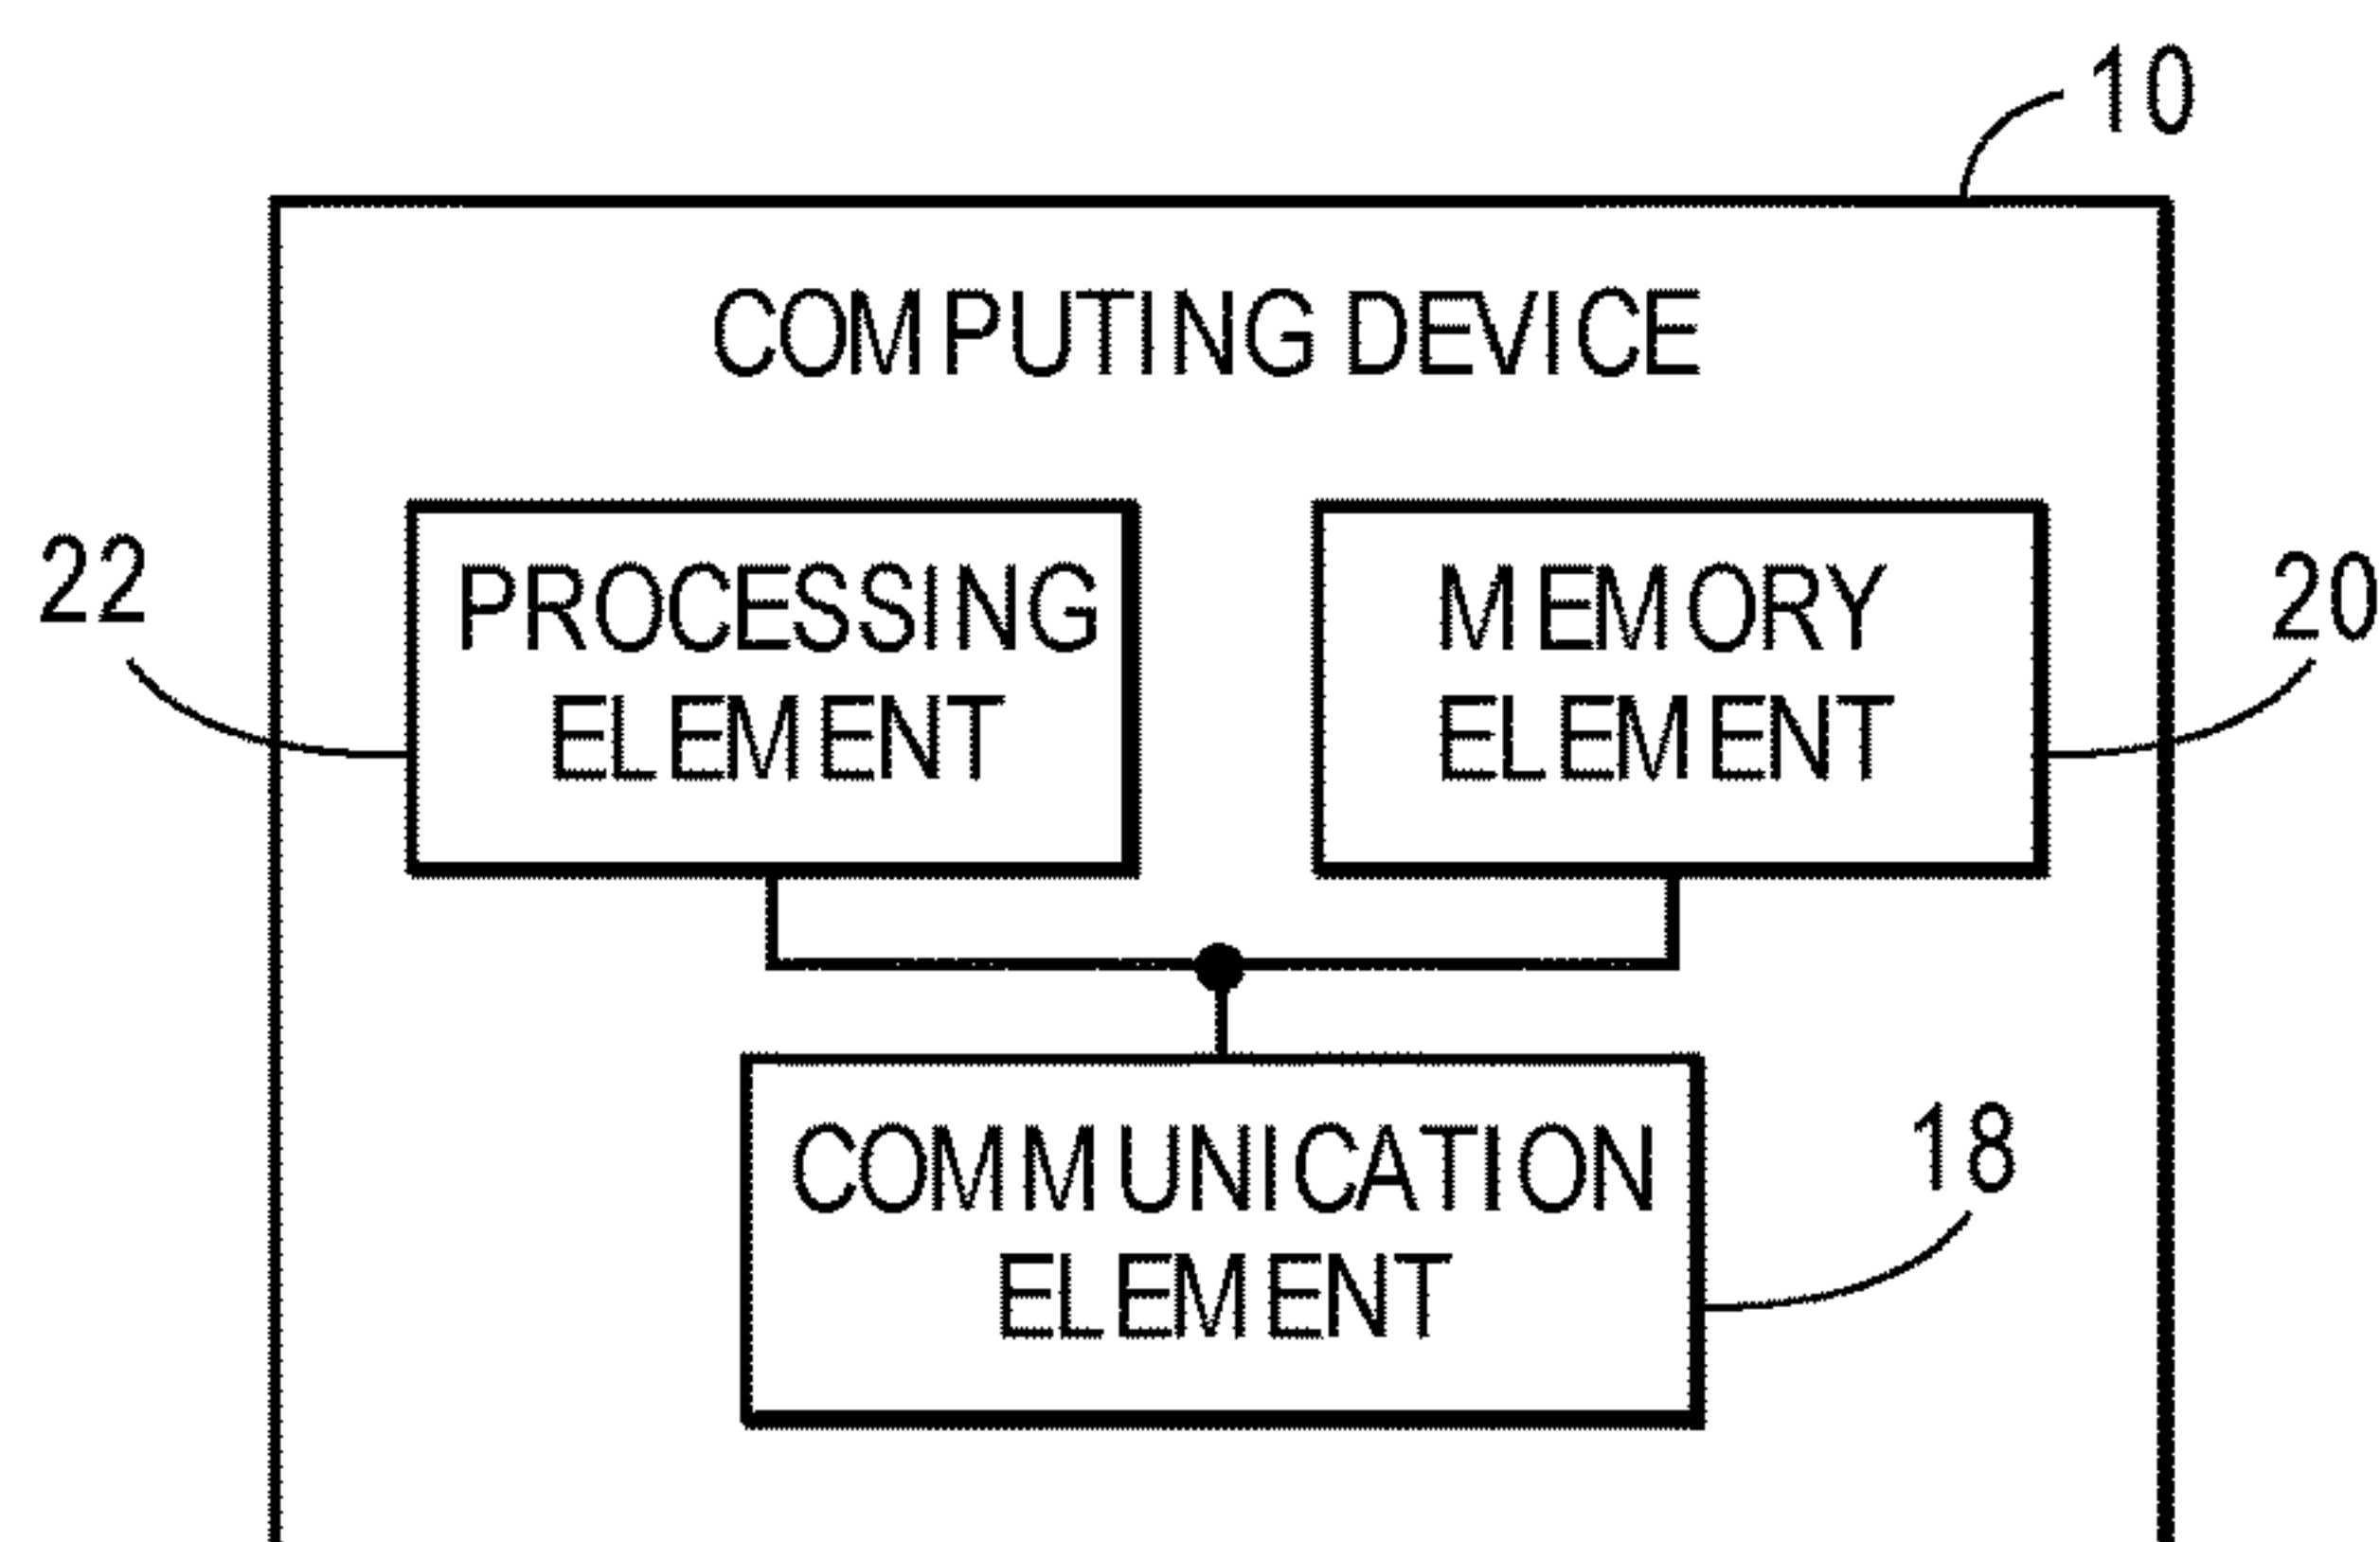 10
COMPUTING DEVICE
22
PROCESSING
ELEMENT
MEMORY
ELEMENT
20
COMMUNICATION
ELEMENT
18